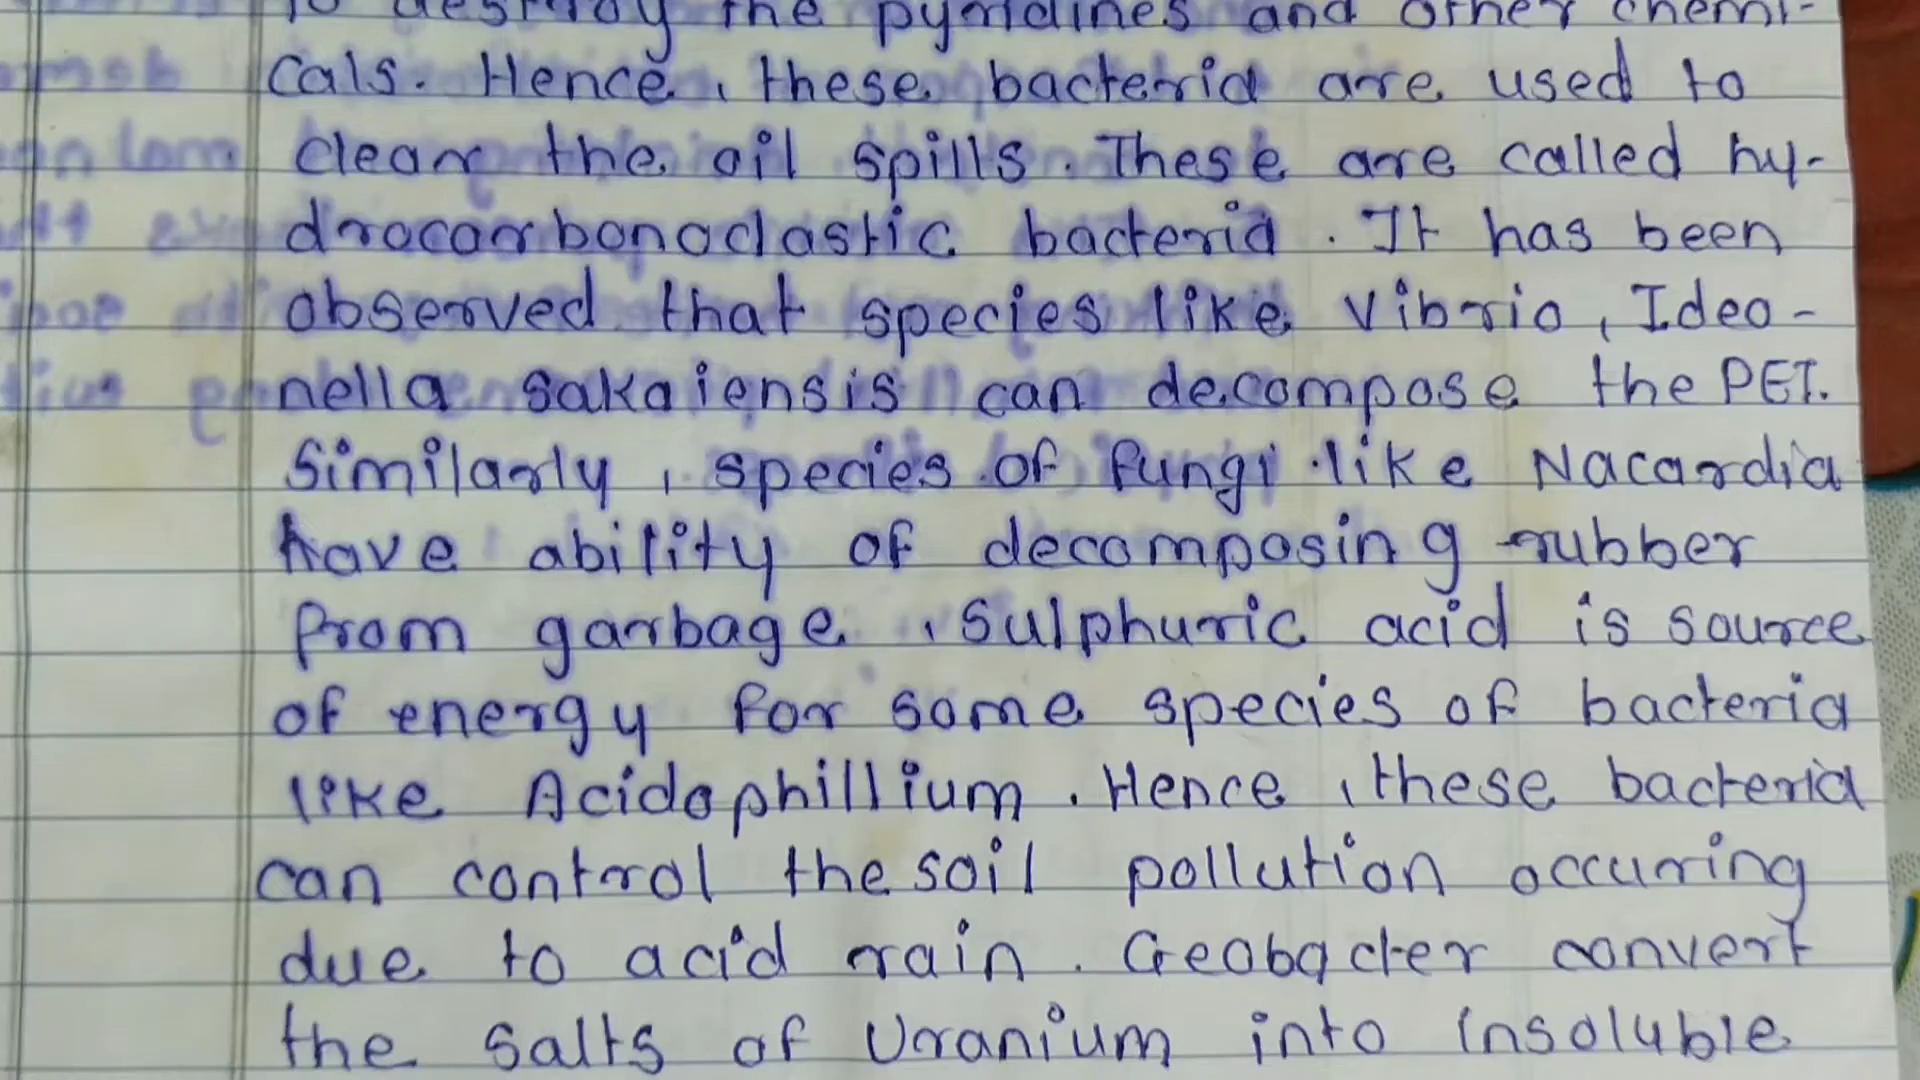 to destroy the pyridines and other chemi-
cals. Hence, these bacteria are used to
clear the oil spills. These are called hy-
drocarbonoclastic bacteria. It has been
observed that species like Vibrio, Ideo-
nella sakaiensis can decompose the PET.
Similarly, species of fungi like Nacardia
have ability of decomposing rubber
from garbage. Sulphuric acid is source
of energy for some species of bacteria
like Acidophillium. Hence, these bacteria
can control the soil pollution occuring
due to acid rain. Geobacter convert
the salts of Uranium into insoluble